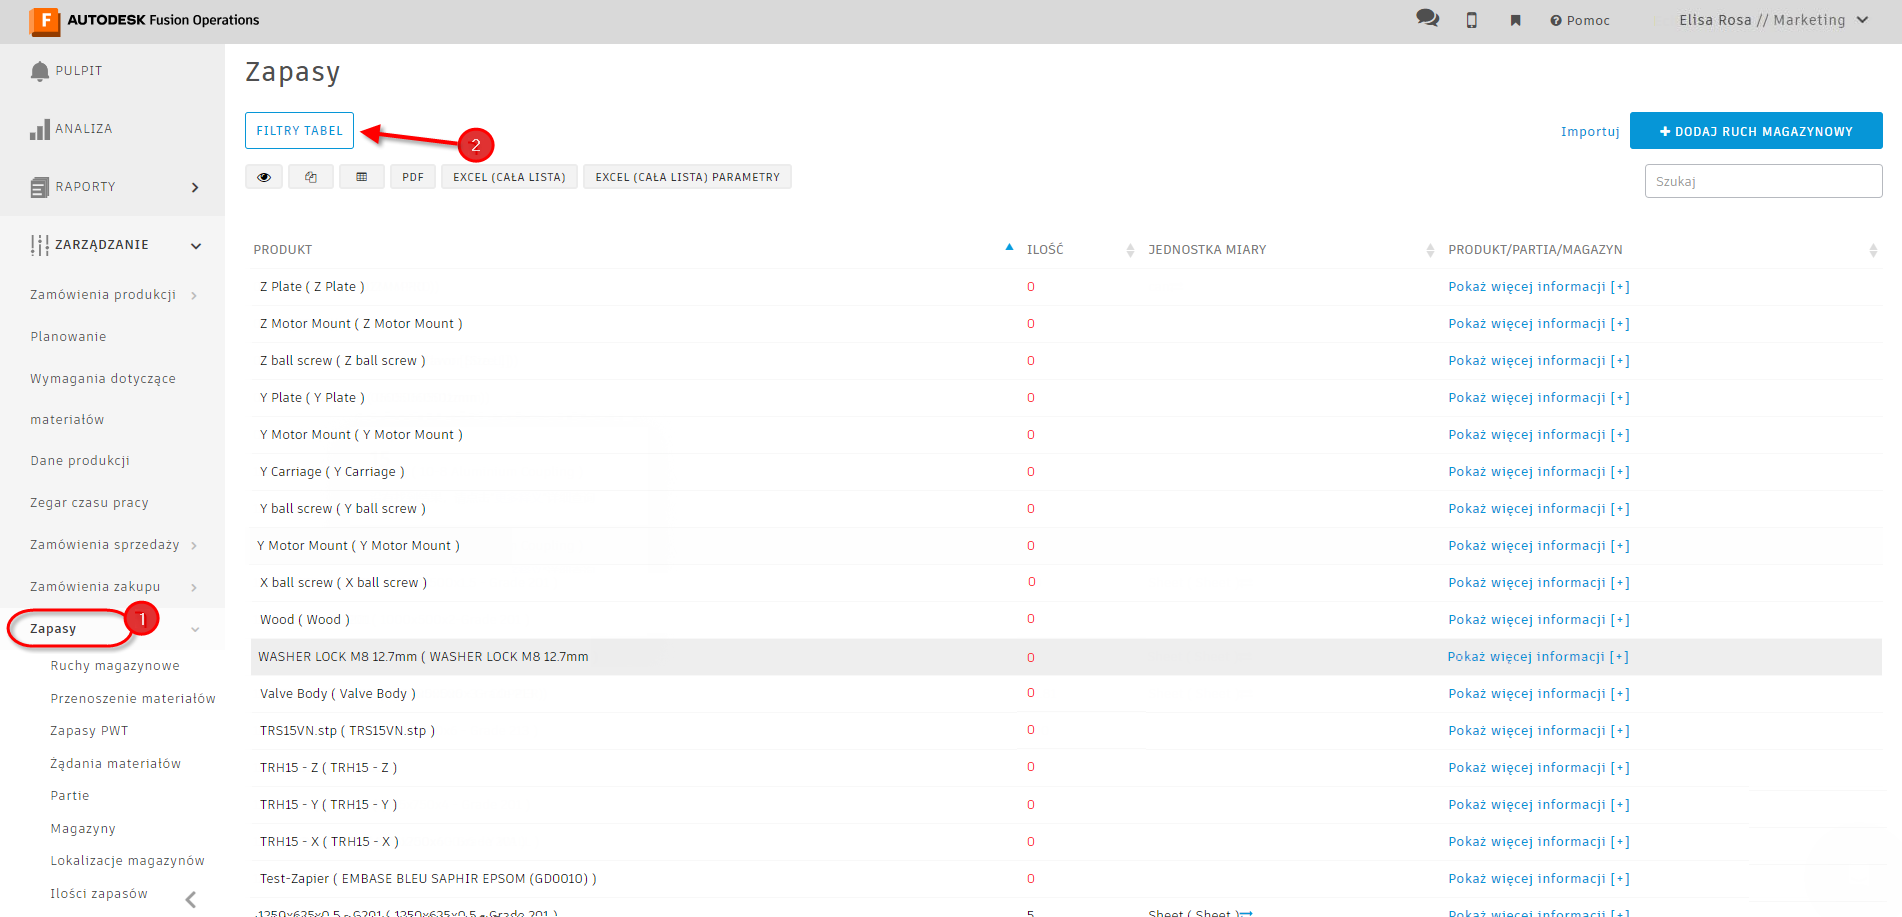 AUTODESK Fusion Operations
Pomoc
Elisa Rosa // Marketing
PULPIT
ANALIZA
RAPORTY
ZARZĄDZANIE
Zamówienia produkcji
Planowanie
Wymagania dotyczące
materiałów
Dane produkcji
Zegar czasu pracy
Zamówienia sprzedaży
Zamówienia zakupu
Zapasy
1
Ruchy magazynowe
Przenoszenie materiałów
Zapasy PWT
Żądania materiałów
Partie
Magazyny
Lokalizacje magazynów
Ilości zapasów
Zapasy
FILTRY TABEL
2
Importuj
DODAJ RUCH MAGAZYNOWY
PDF
EXCEL (CAŁA LISTA)
EXCEL (CAŁA LISTA) PARAMETRY
Szukaj
PRODUKT ILOŚĆ JEDNOSTKA MIARY PRODUKT/PARTIA/MAGAZYN
Z Plate ( Z Plate ) 0 Pokaż więcej informacji [+]
Z Motor Mount ( Z Motor Mount ) 0 Pokaż więcej informacji [+]
Z ball screw ( Z ball screw ) 0 Pokaż więcej informacji [+]
Y Plate ( Y Plate ) 0 Pokaż więcej informacji [+]
Y Motor Mount ( Y Motor Mount ) 0 Pokaż więcej informacji [+]
Y Carriage ( Y Carriage ) 0 Pokaż więcej informacji [+]
Y ball screw ( Y ball screw ) 0 Pokaż więcej informacji [+]
Y Motor Mount ( Y Motor Mount ) 0 Pokaż więcej informacji [+]
X ball screw ( X ball screw ) 0 Pokaż więcej informacji [+]
Wood ( Wood ) 0 Pokaż więcej informacji [+]
WASHER LOCK M8 12.7mm ( WASHER LOCK M8 12.7mm 0 Pokaż więcej informacji [+]
Valve Body ( Valve Body ) 0 Pokaż więcej informacji [+]
TRS15VN.stp ( TRS15VN.stp ) 0 Pokaż więcej informacji [+]
TRH15 - Z ( TRH15 - Z ) 0 Pokaż więcej informacji [+]
TRH15 - Y ( TRH15 - Y ) 0 Pokaż więcej informacji [+]
TRH15 - X ( TRH15 - X ) 0 Pokaż więcej informacji [+]
Test-Zapier ( EMBASE BLEU SAPHIR EPSOM (GD0010) ) 0 Pokaż więcej informacji [+]
1250x625x0.5 - G201 ( 1250x625x0.5 - Grade 201 ) 5 Sheet ( Sheet ) Pokaż więcej informacji [+]